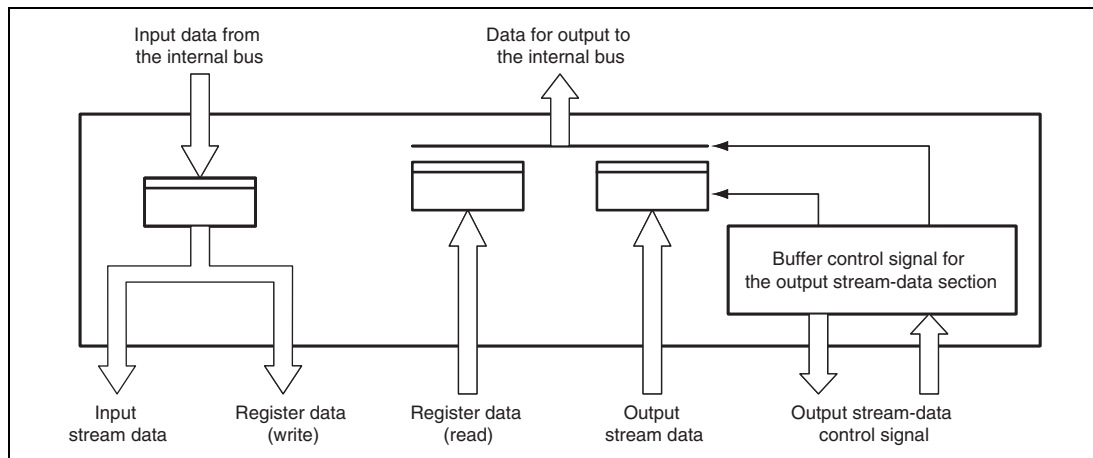 Input data from
the internal bus
Data for output to
the internal bus
Buffer control signal for
the output stream-data section
Input
stream data
Register data
(write)
Register data
(read)
Output
stream data
Output stream-data
control signal